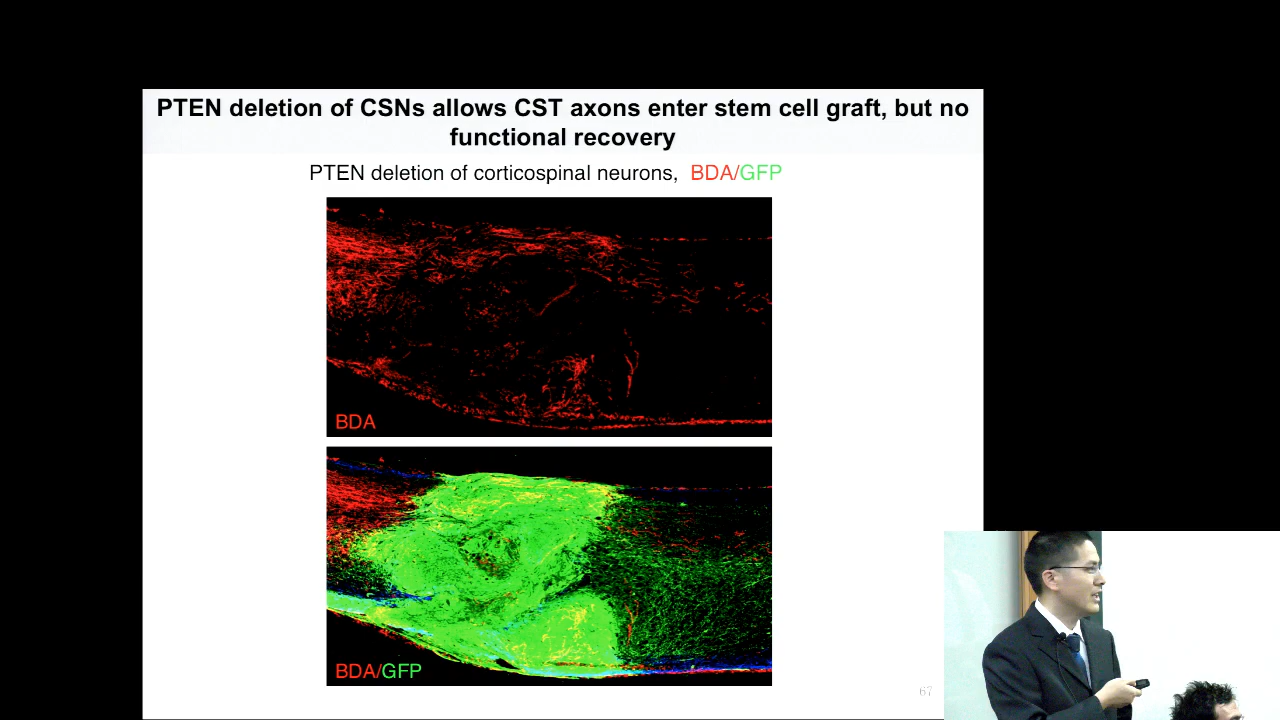 PTEN deletion of CSNs allows CST axons enter stem cell graft, but no
functional recovery
PTEN deletion of corticospinal neurons, BDA/GFP
BDA
BDA/GFP
67